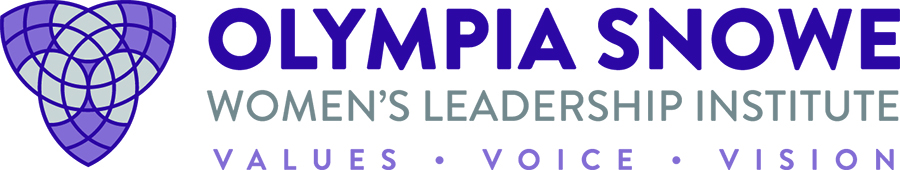 OLYMPIA SNOWE
WOMEN'S LEADERSHIP INSTITUTE
VALUES • VOICE • VISION